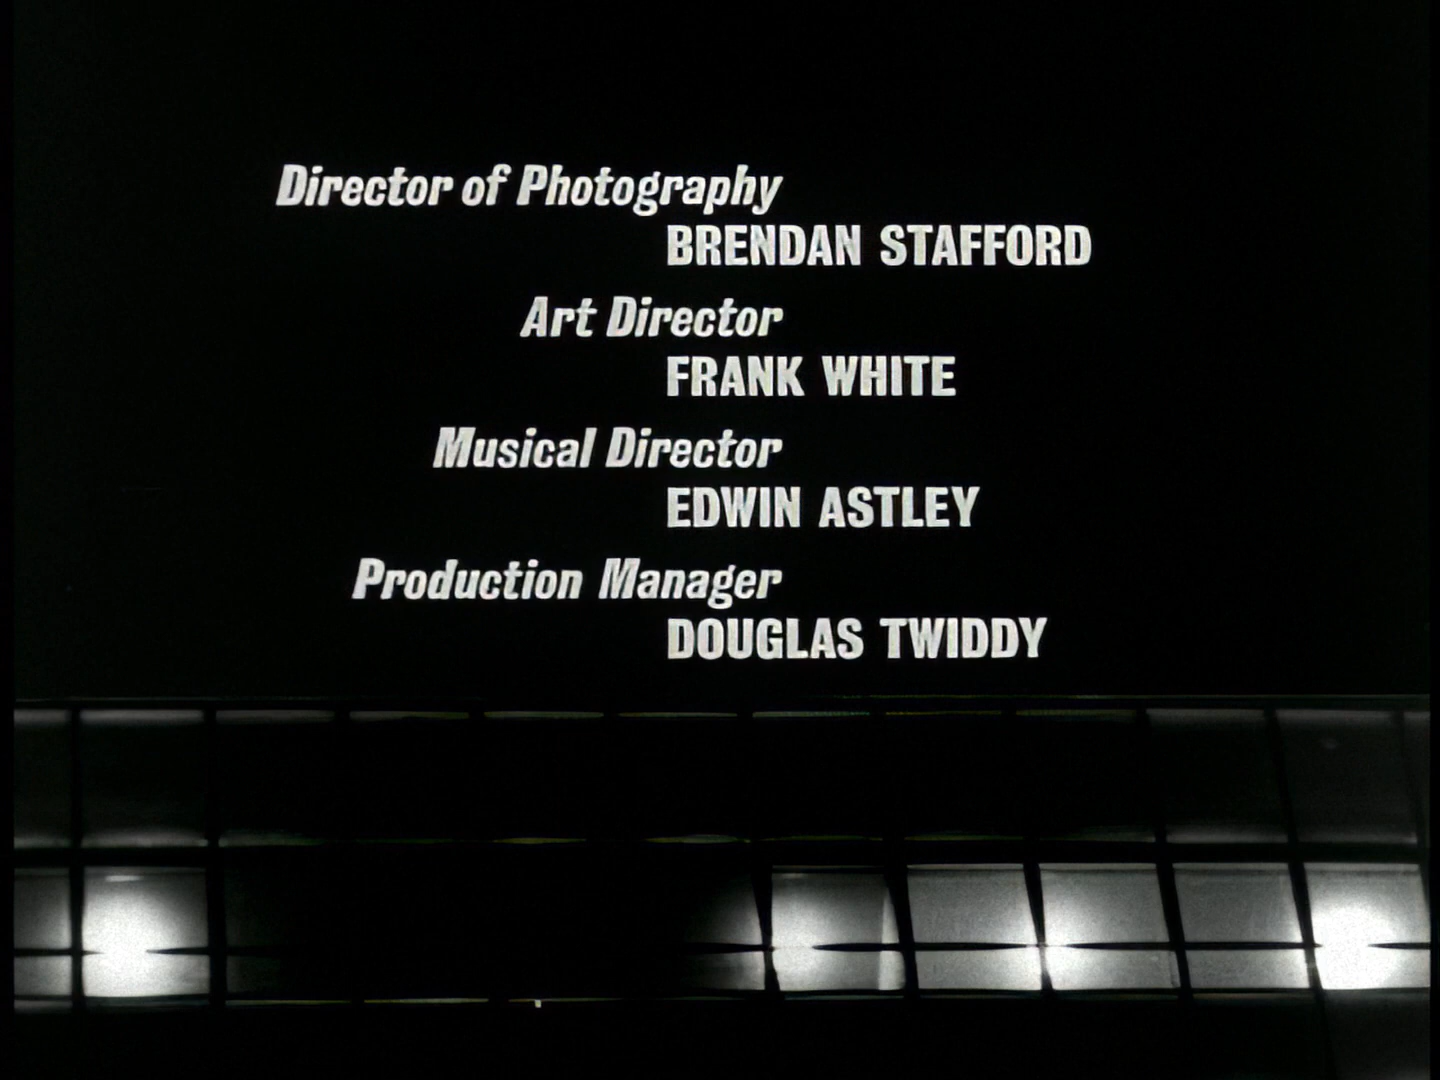 Director of Photography
BRENDAN STAFFORD
Art Director
FRANK WHITE
Musical Director
EDWIN ASTLEY
Production Manager
DOUGLAS TWIDDY